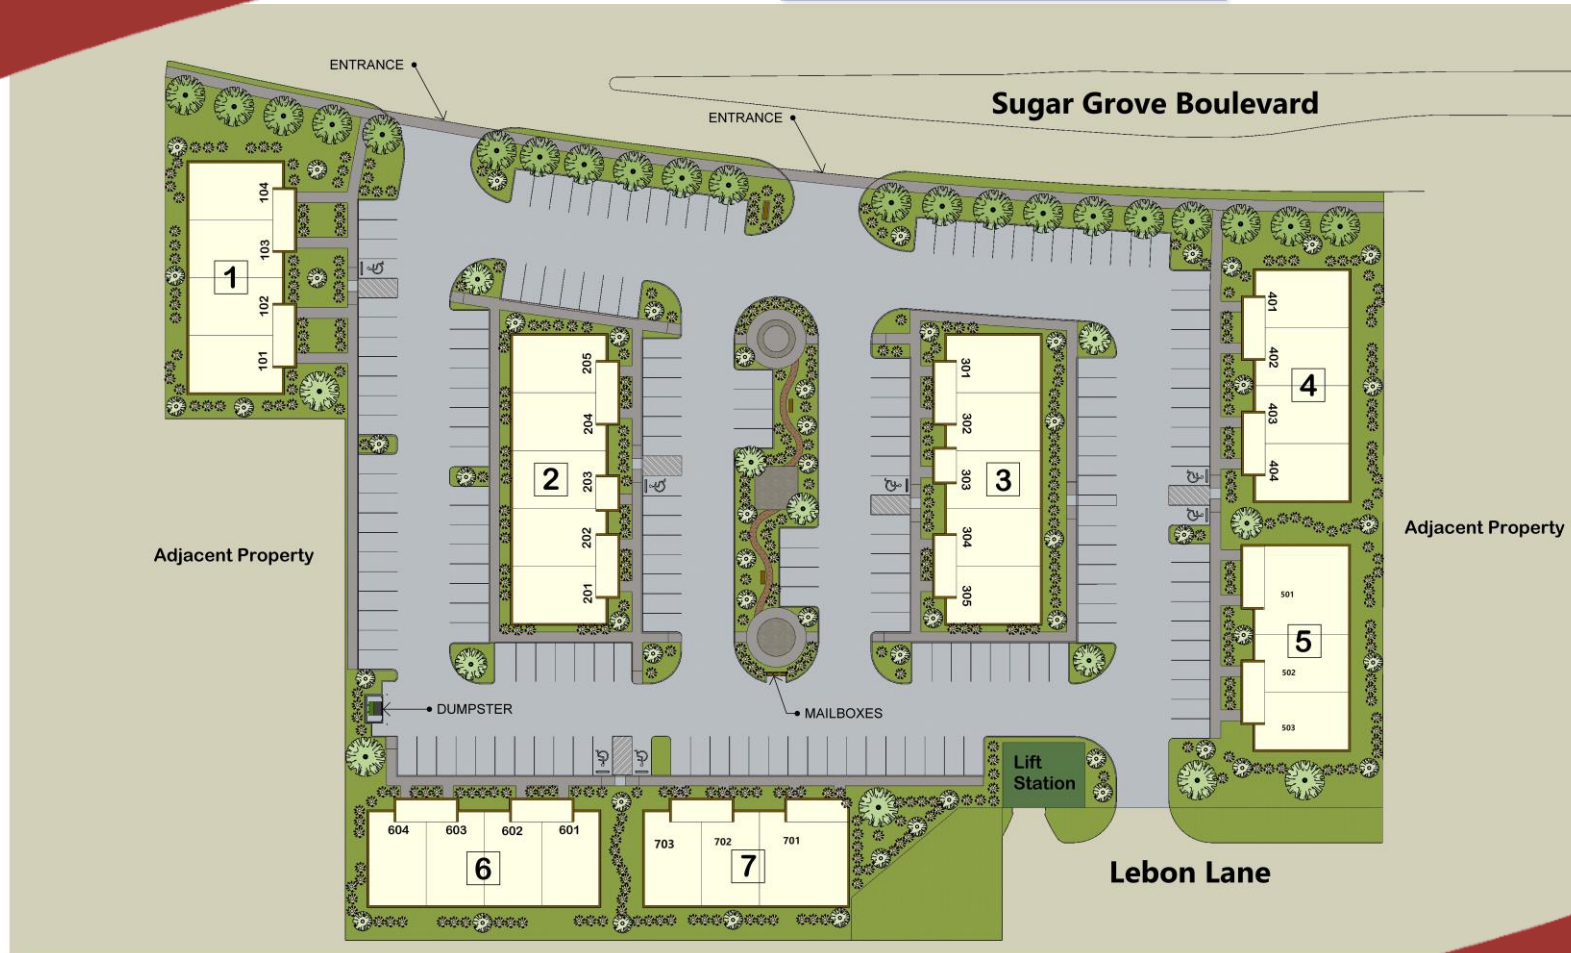 ENTRANCE
Sugar Grove Boulevard
ENTRANCE
104
103
1
102
101
205
204
2
203
202
201
301
302
3
303
304
305
401
402
4
403
404
Adjacent Property
Adjacent Property
501
5
502
503
DUMPSTER
MAILBOXES
Lift
Station
604 603 602 601
6
703 702 701
7
Lebon Lane